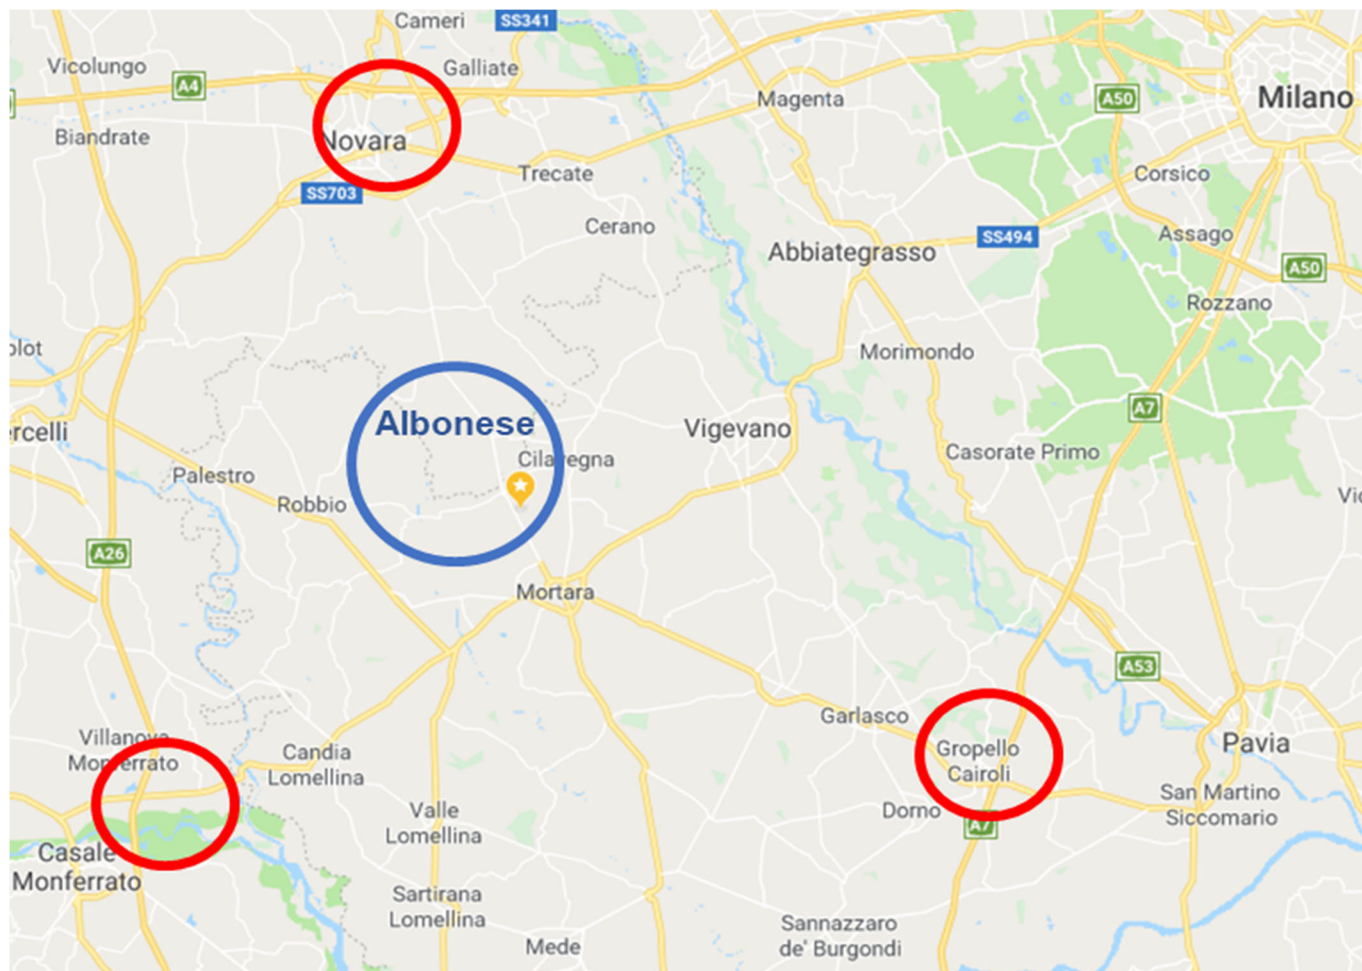 Cameri
SS341
Vicolungo
A4
Galliate
Magenta
A50
Milano
Biandrate
Novara
Trecate
Corsico
SS703
Cerano
Abbiategrasso
SS494
Assago
A50
Rozzano
Morimondo
Albonese
Vigevano
A7
ercelli
Cilavegna
Casorate Primo
Palestro
Robbio
A26
Mortara
A53
Garlasco
Villanova
Monferrato
Candia
Lomellina
Gropello
Cairoli
Pavia
Dorno
San Martino
Siccomario
Valle
Lomellina
A7
Casale
Monferrato
Sartirana
Lomellina
Mede
Sannazzaro
de' Burgondi